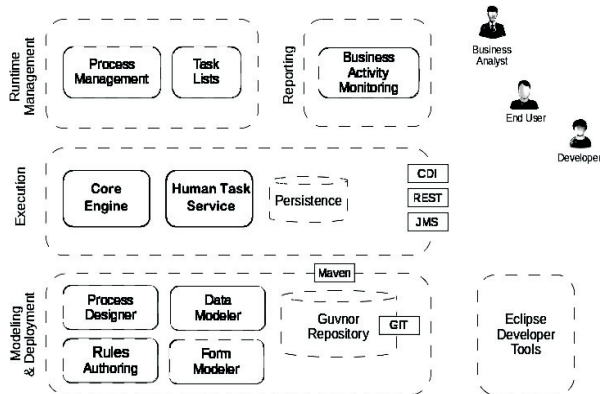 Runtime
Management
Process
Management
Task
Lists
Reporting
Business
Activity
Monitoring
Business
Analyst
End User
Developer
Execution
Core
Engine
Human Task
Service
Persistence
CDI
REST
JMS
Maven
Modeling
& Deployment
Process
Designer
Data
Modeler
Rules
Authoring
Form
Modeler
Guvnor
Repository
GIT
Eclipse
Developer
Tools